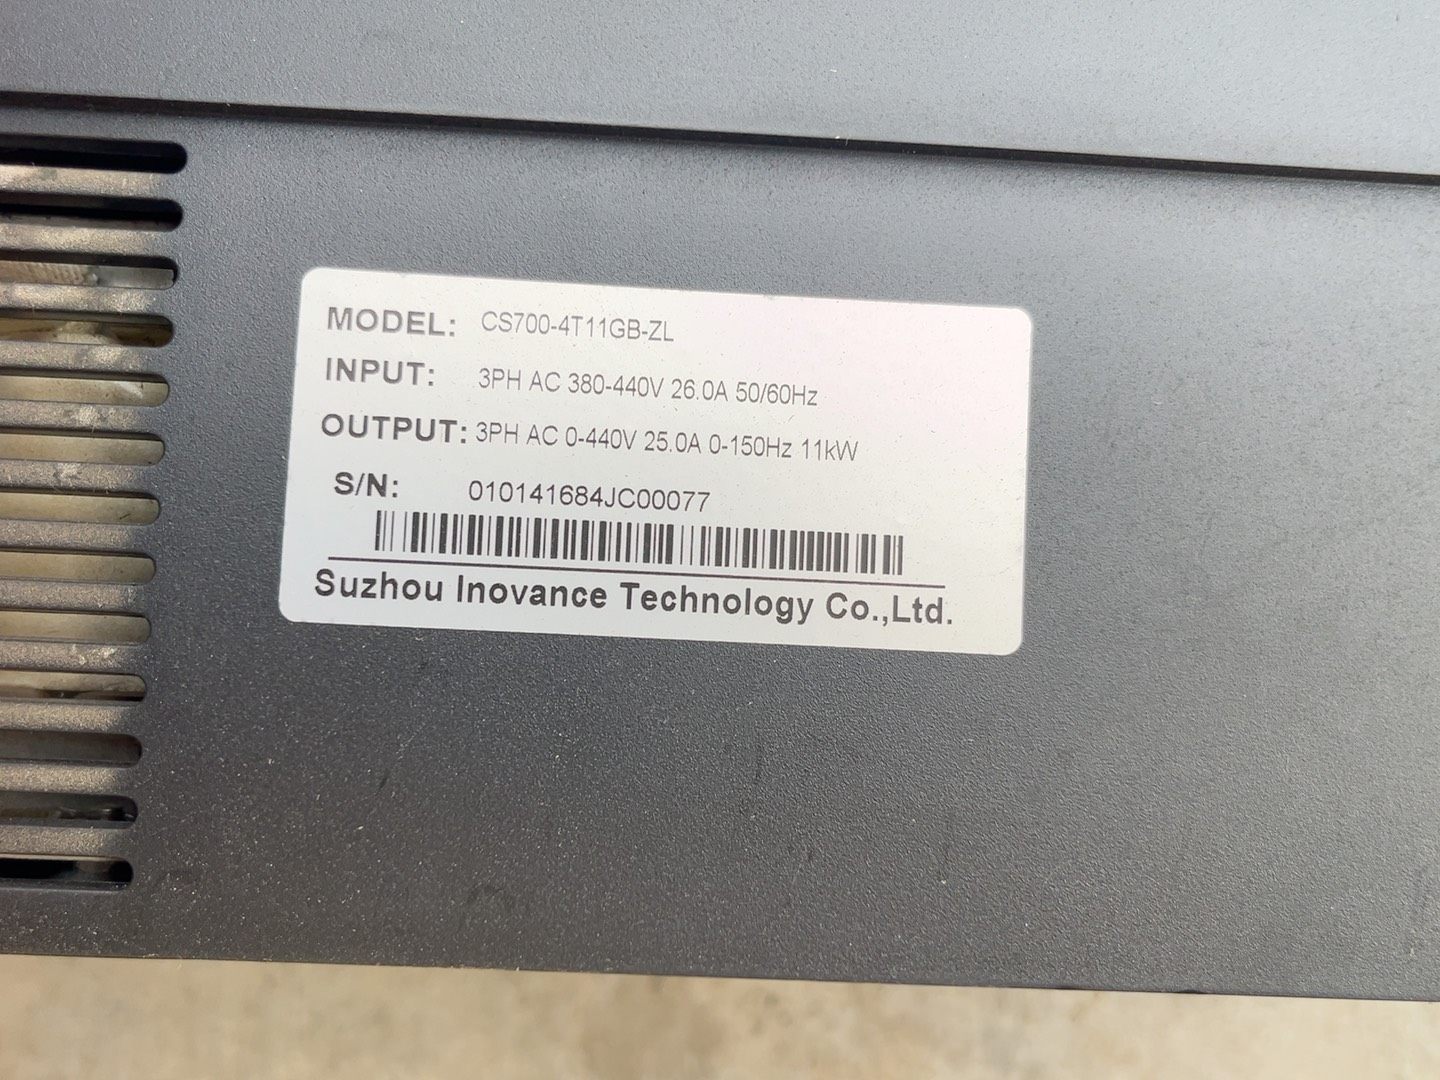 MODEL: CS700-4T11GB-ZL
INPUT: 3PH AC 380-440V 26.0A 50/60Hz
OUTPUT: 3PH AC 0-440V 25.0A 0-150Hz 11kW
S/N: 010141684JC00077
Suzhou Inovance Technology Co.,Ltd.